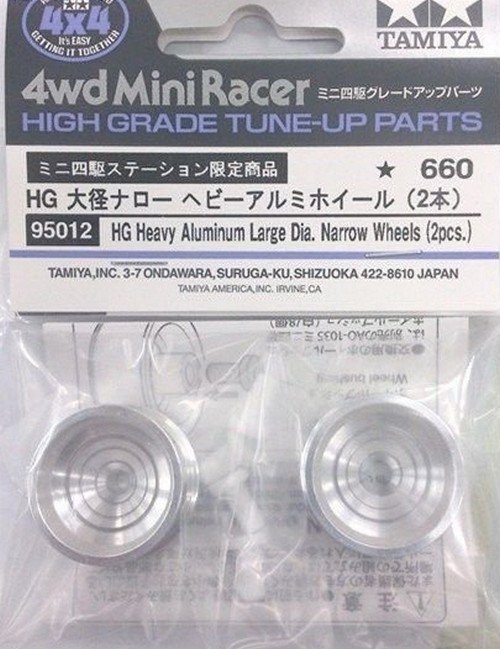 4x4
It's EASY
GETTING IT TOGETHER
TAMIYA
4wd Mini Racer ミニ四駆グレードアップパーツ
HIGH GRADE TUNE-UP PARTS
ミニ四駆ステーション限定商品 ★ 660
HG 大径ナロー ヘビーアルミホイール（2本）
95012 HG Heavy Aluminum Large Dia. Narrow Wheels (2pcs.)
TAMIYA,INC. 3-7 ONDAWARA, SURUGA-KU, SHIZUOKA 422-8610 JAPAN
TAMIYA AMERICA,INC. IRVINE,CA
Wheel bushing
注意